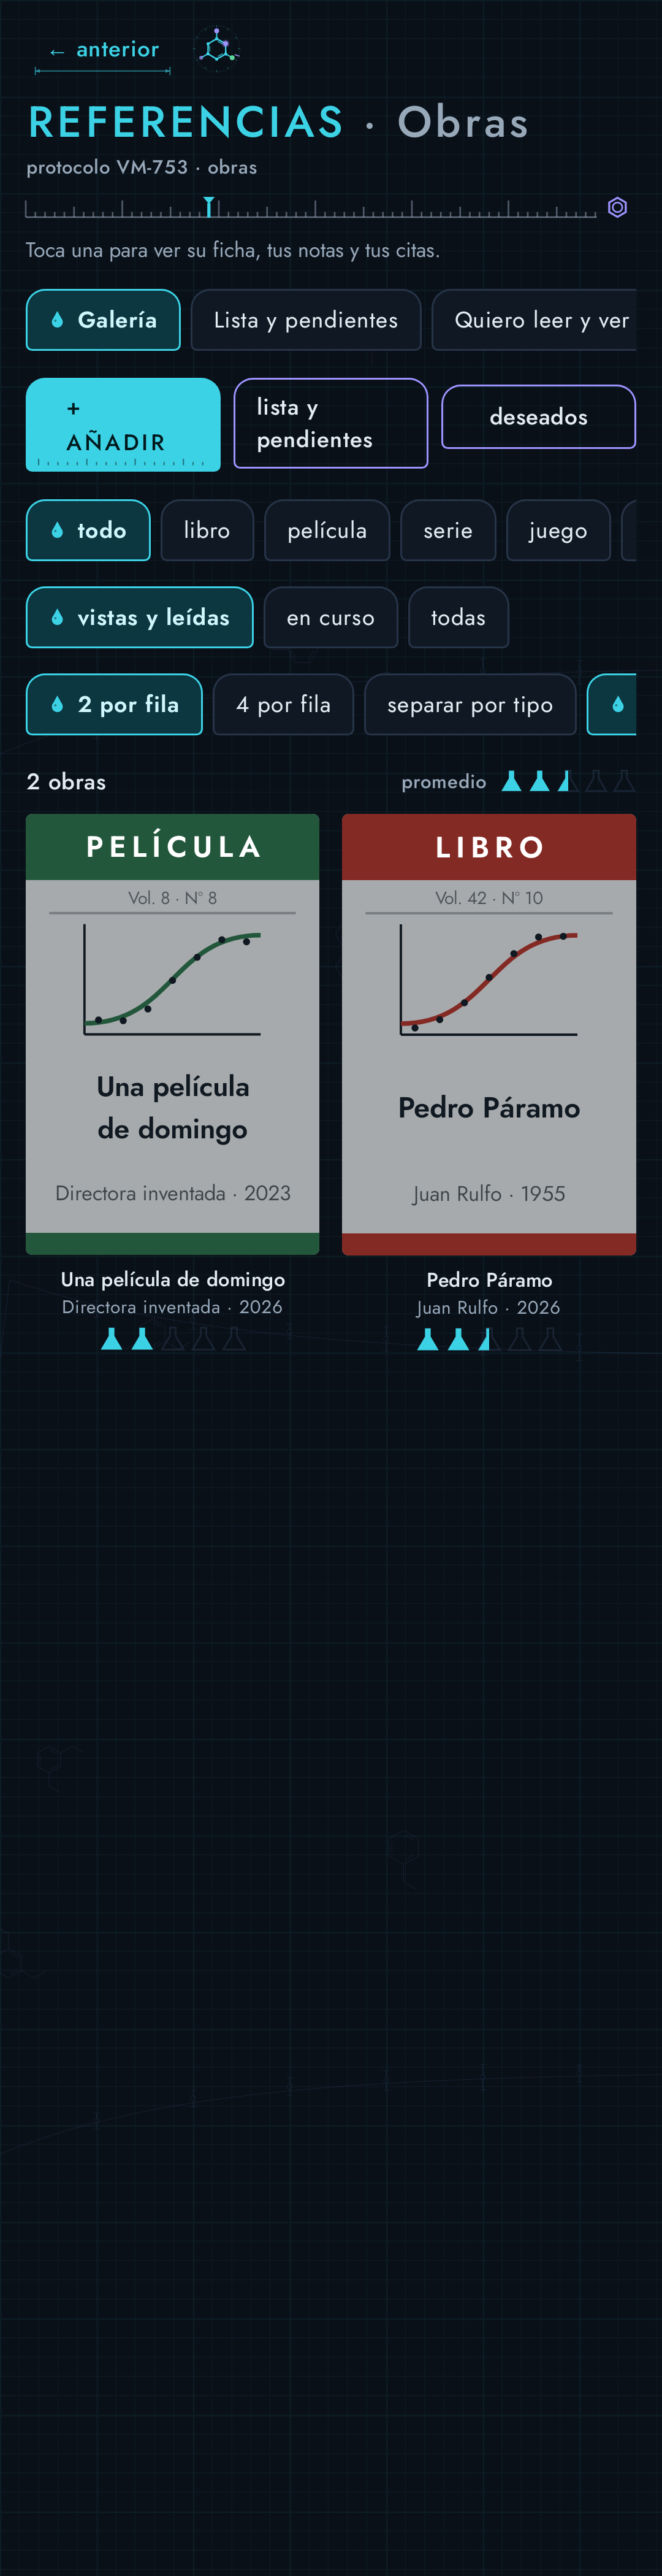 ← anterior
REFERENCIAS · Obras
protocolo VM-753 · obras
Toca una para ver su ficha, tus notas y tus citas.
Galería
Lista y pendientes
Quiero leer y ver
+
AÑADIR
lista y
pendientes
deseados
todo
libro
película
serie
juego
vistas y leídas
en curso
todas
2 por fila
4 por fila
separar por tipo
2 obras
promedio
PELÍCULA
Vol. 8 · N° 8
Una película
de domingo
Directora inventada · 2023
LIBRO
Vol. 42 · N° 10
Pedro Páramo
Juan Rulfo · 1955
Una película de domingo
Directora inventada · 2026
Pedro Páramo
Juan Rulfo · 2026